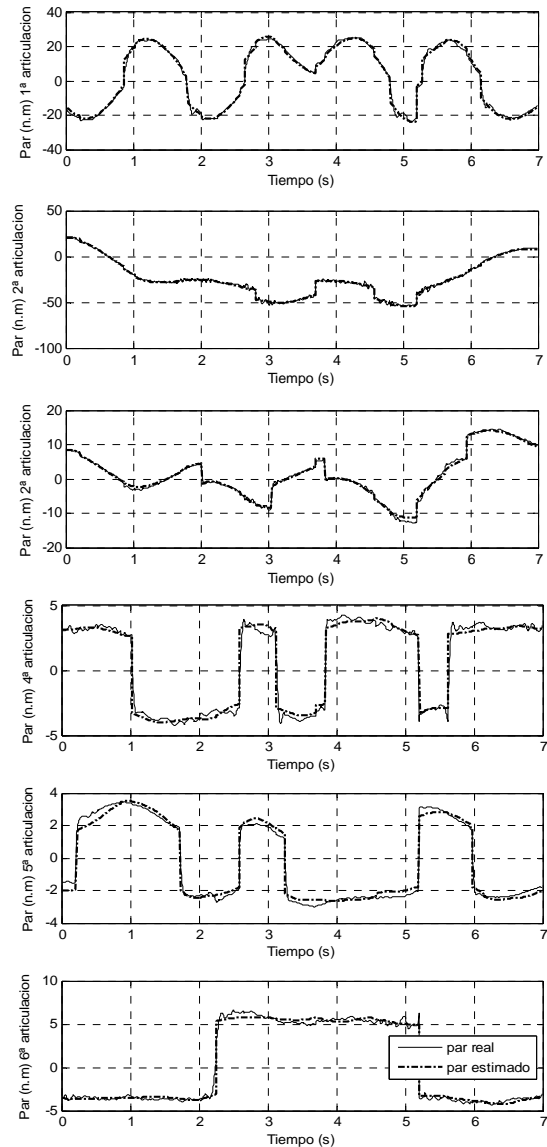 40
20
0
-20
-40
Par (n.m) 1ª articulacion
0 1 2 3 4 5 6 7
Tiempo (s)
50
0
-50
-100
Par (n.m) 2ª articulacion
0 1 2 3 4 5 6 7
Tiempo (s)
20
10
0
-10
-20
Par (n.m) 2ª articulacion
0 1 2 3 4 5 6 7
Tiempo (s)
5
0
-5
Par (n.m) 4ª articulacion
0 1 2 3 4 5 6 7
Tiempo (s)
4
2
0
-2
-4
Par (n.m) 5ª articulacion
0 1 2 3 4 5 6 7
Tiempo (s)
10
5
0
-5
Par (n.m) 6ª articulacion
par real
par estimado
0 1 2 3 4 5 6 7
Tiempo (s)